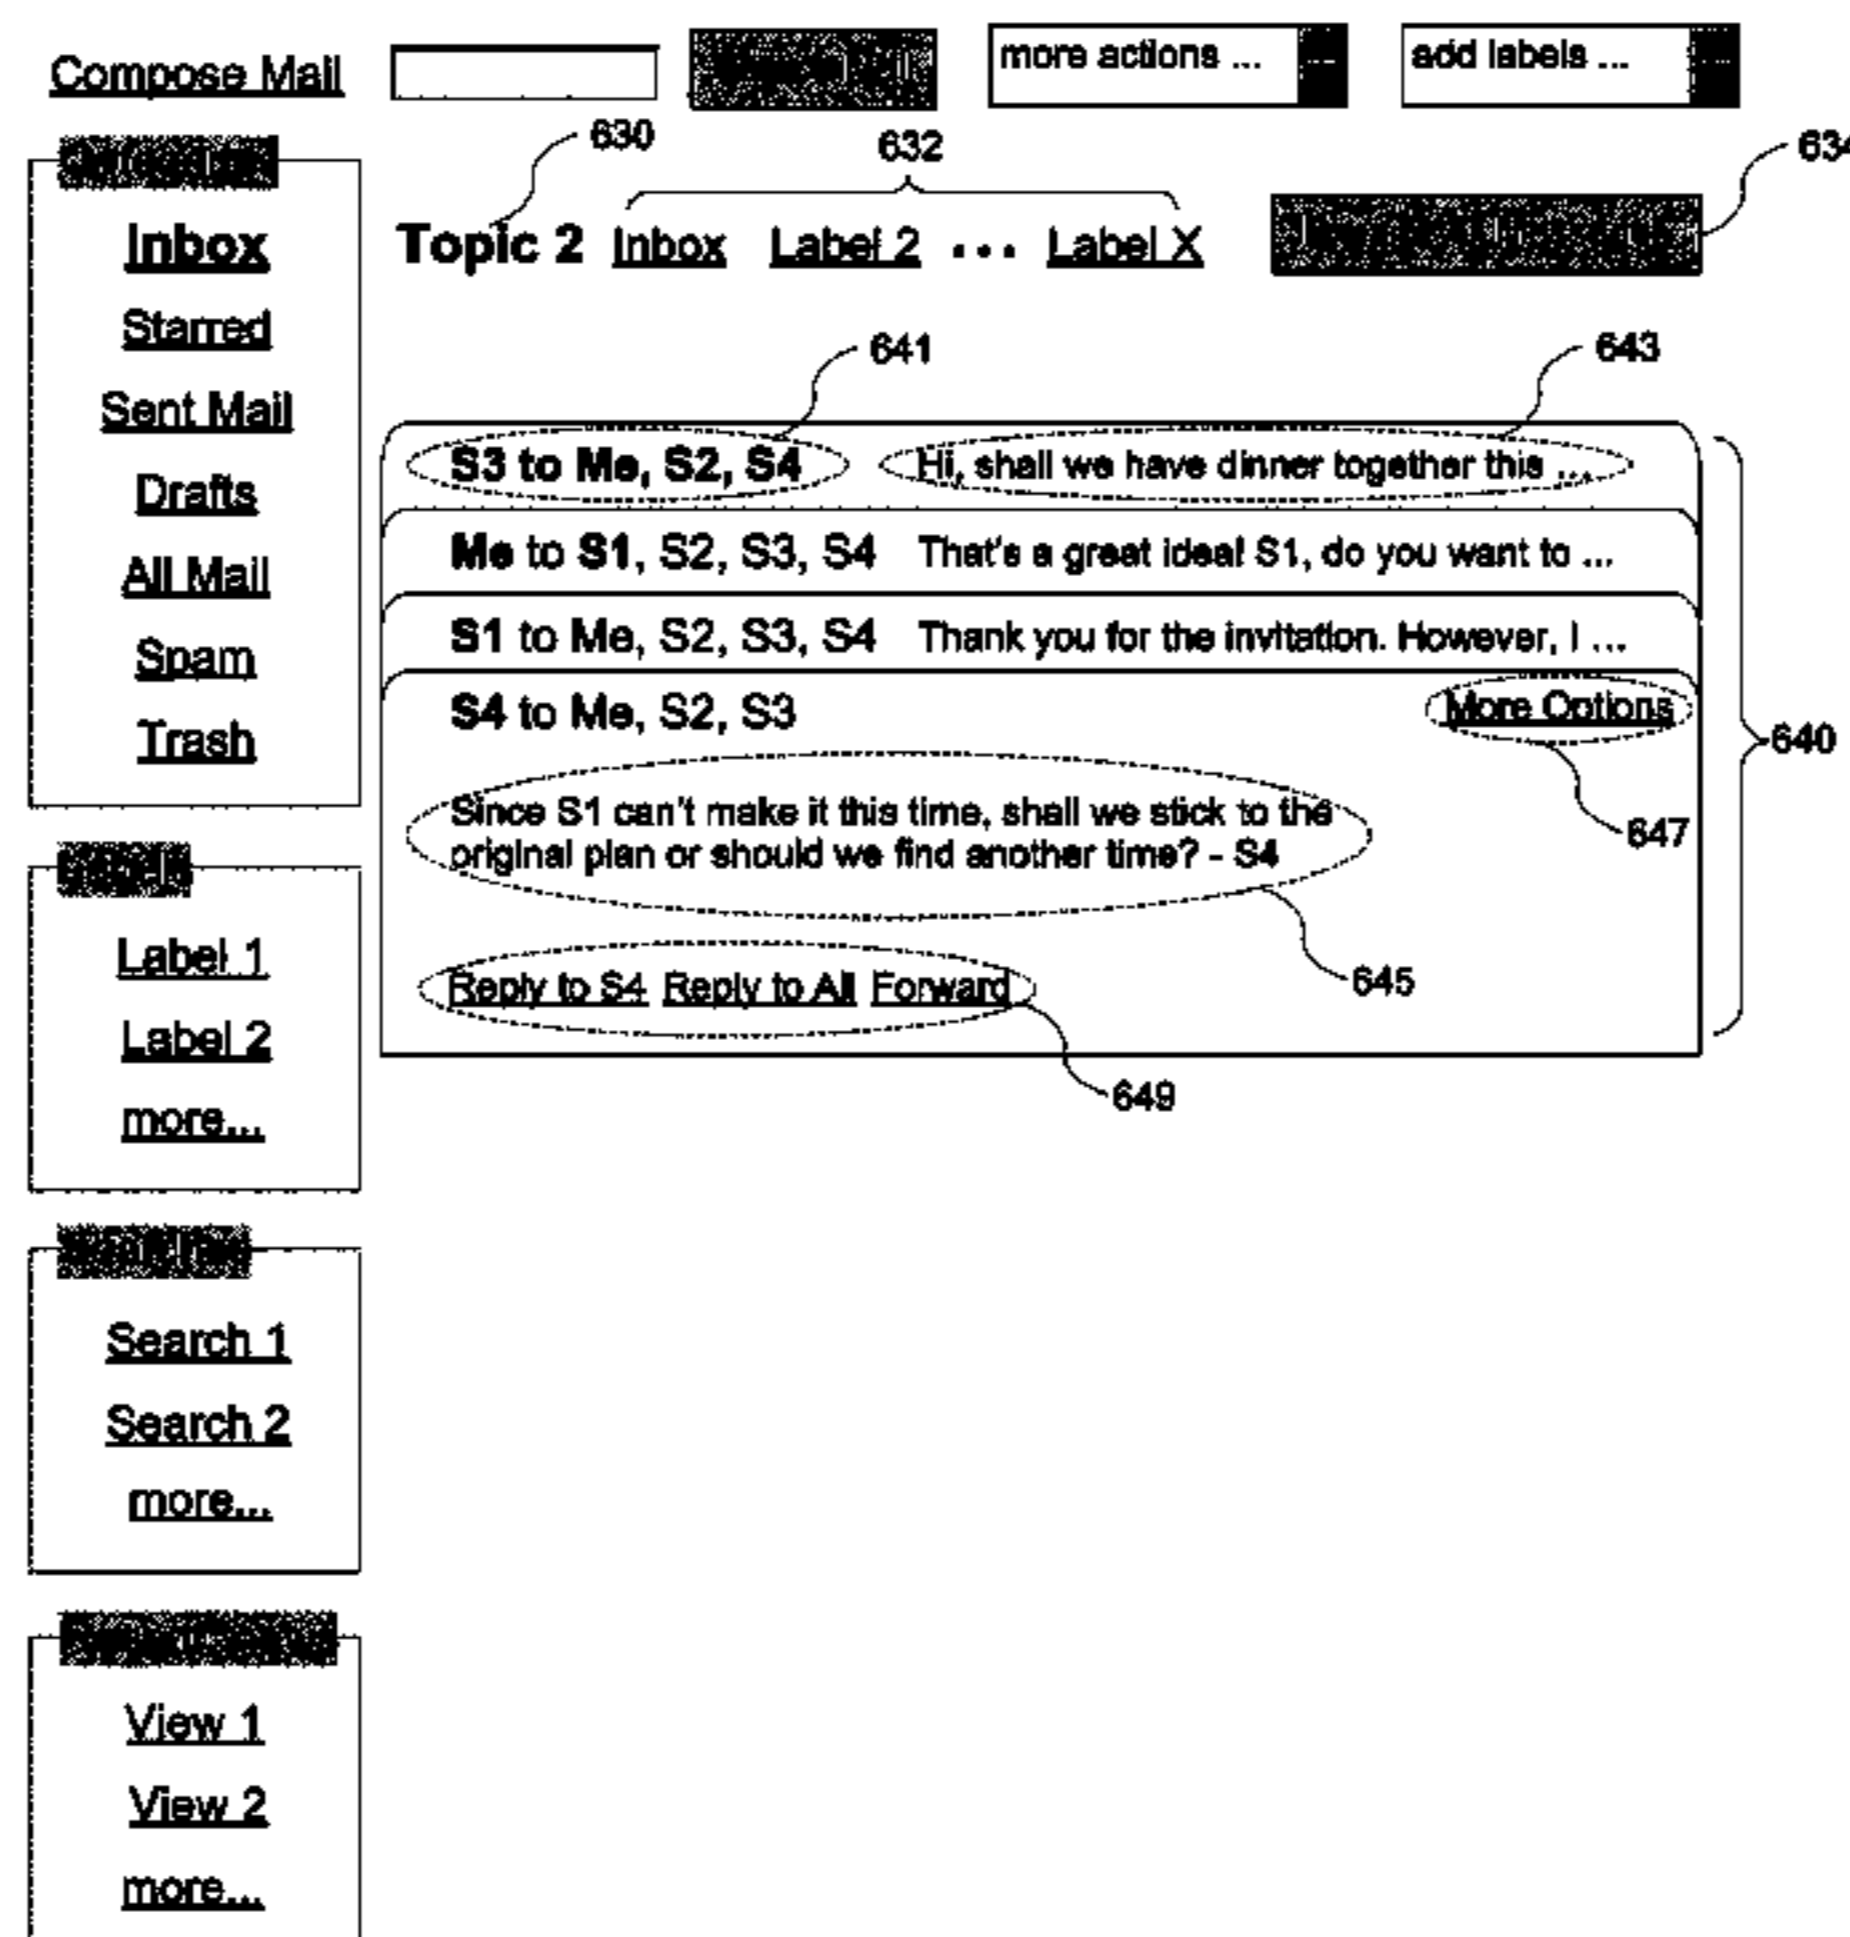 Compose Mail more actions ... add labels ...
630 632 634
Topic 2 Inbox Label 2 ... Label X
Inbox
Starred
Sent Mail
Drafts
All Mail
Spam
Trash
641 643
S3 to Me, S2, S4 Hi, shall we have dinner together this ...
Me to S1, S2, S3, S4 That's a great idea! S1, do you want to ...
S1 to Me, S2, S3, S4 Thank you for the invitation. However, I ...
S4 to Me, S2, S3 More Options
640
Since S1 can't make it this time, shall we stick to the
original plan or should we find another time? - S4
647
645
Reply to S4 Reply to All Forward
649
Label 1
Label 2
more...
Search 1
Search 2
more...
View 1
View 2
more...